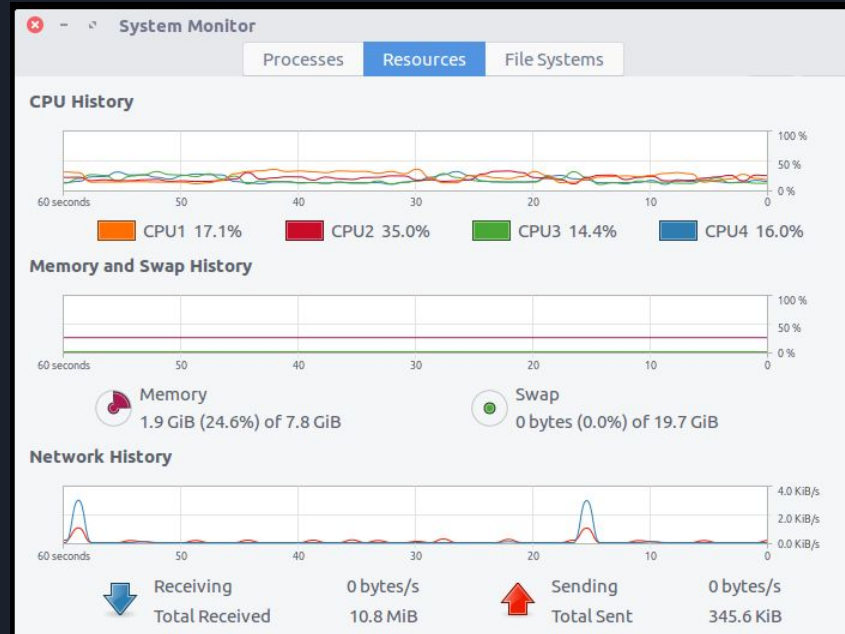 System Monitor
Processes Resources File Systems
CPU History
100 %
50 %
0 %
60 seconds 50 40 30 20 10 0
CPU1 17.1% CPU2 35.0% CPU3 14.4% CPU4 16.0%
Memory and Swap History
100 %
50 %
0 %
60 seconds 50 40 30 20 10 0
Memory Swap
1.9 GiB (24.6%) of 7.8 GiB 0 bytes (0.0%) of 19.7 GiB
Network History
4.0 KiB/s
2.0 KiB/s
0.0 KiB/s
60 seconds 50 40 30 20 10 0
Receiving 0 bytes/s Sending 0 bytes/s
Total Received 10.8 MiB Total Sent 345.6 KiB